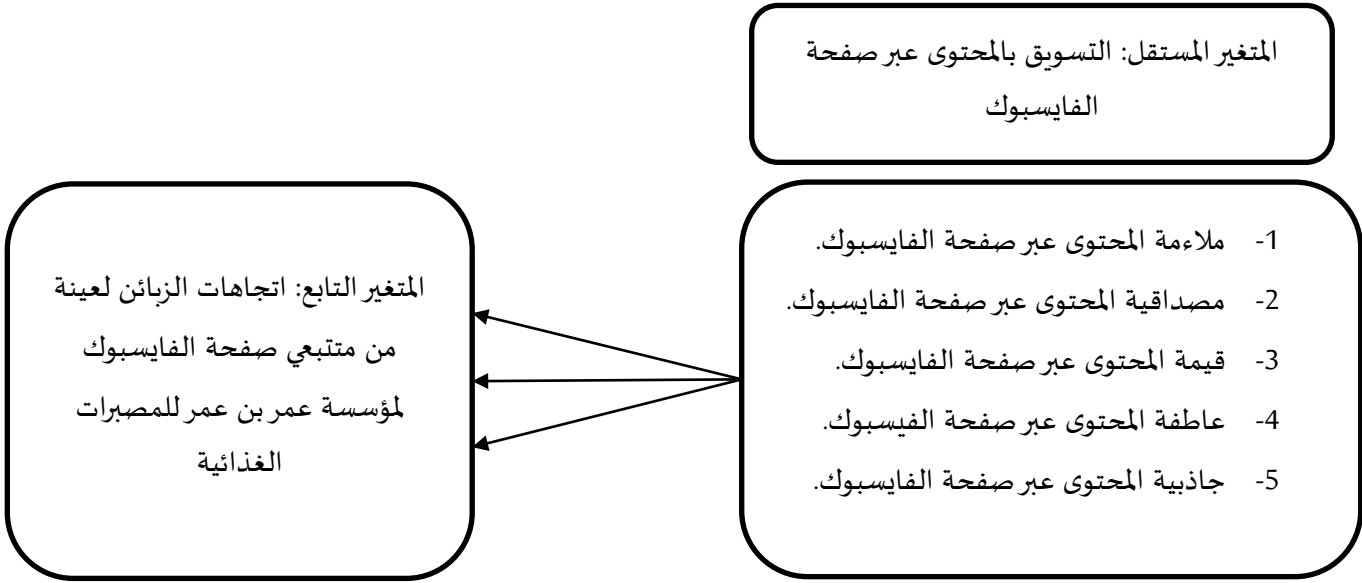 المتغير المستقل: التسويق بالمحتوى عبر صفحة
الفايسبوك
1- ملاءمة المحتوى عبر صفحة الفايسبوك.
2- مصداقية المحتوى عبر صفحة الفايسبوك.
3- قيمة المحتوى عبر صفحة الفايسبوك.
4- عاطفة المحتوى عبر صفحة الفيسبوك.
5- جاذبية المحتوى عبر صفحة الفايسبوك.
المتغير التابع: اتجاهات الزبائن لعينة
من متتبعي صفحة الفايسبوك
لمؤسسة عمر بن عمر للمصبرات
الغذائية